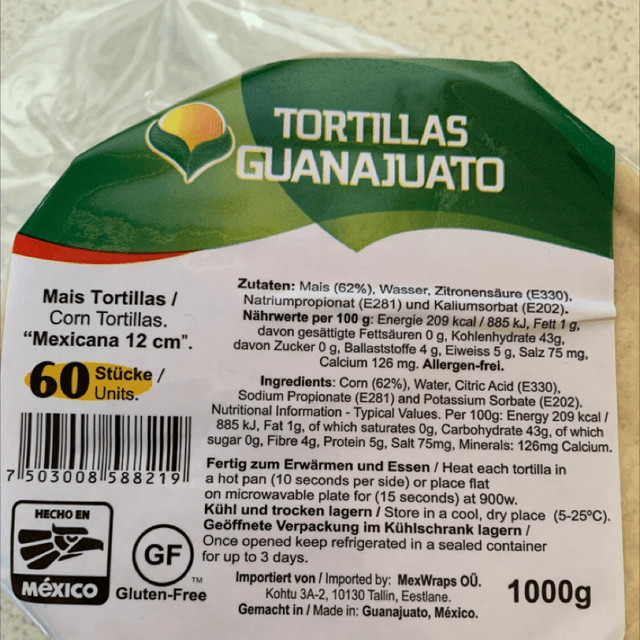 TORTILLAS
GUANAJUATO
Mais Tortillas /
Corn Tortillas.
“Mexicana 12 cm”.
60 Stücke /
Units.
7 503008 588219
HECHO EN
MÉXICO
GF
TM
Gluten-Free
Zutaten: Mais (62%), Wasser, Zitronensäure (E330),
Natriumpropionat (E281) und Kaliumsorbat (E202).
Nährwerte per 100 g: Energie 209 kcal / 885 kJ, Fett 1 g,
davon gesättigte Fettsäuren 0 g, Kohlenhydrate 43g,
davon Zucker 0 g, Ballaststoffe 4 g, Eiweiss 5 g, Salz 75 mg,
Calcium 126 mg. Allergen-frei.
Ingredients: Corn (62%), Water, Citric Acid (E330),
Sodium Propionate (E281) and Potassium Sorbate (E202).
Nutritional Information - Typical Values. Per 100g: Energy 209 kcal /
885 kJ, Fat 1g, of which saturates 0g, Carbohydrate 43g, of which
sugar 0g, Fibre 4g, Protein 5g, Salt 75mg, Minerals: 126mg Calcium.
Fertig zum Erwärmen und Essen / Heat each tortilla in
a hot pan (10 seconds per side) or place flat
on microwavable plate for (15 seconds) at 900w.
Kühl und trocken lagern / Store in a cool, dry place (5-25ºC).
Geöffnete Verpackung im Kühlschrank lagern /
Once opened keep refrigerated in a sealed container
for up to 3 days.
Importiert von / Imported by: MexWraps OÜ.
Kohtu 3A-2, 10130 Tallin, Eestlane.
Gemacht in / Made in: Guanajuato, México.
1000g